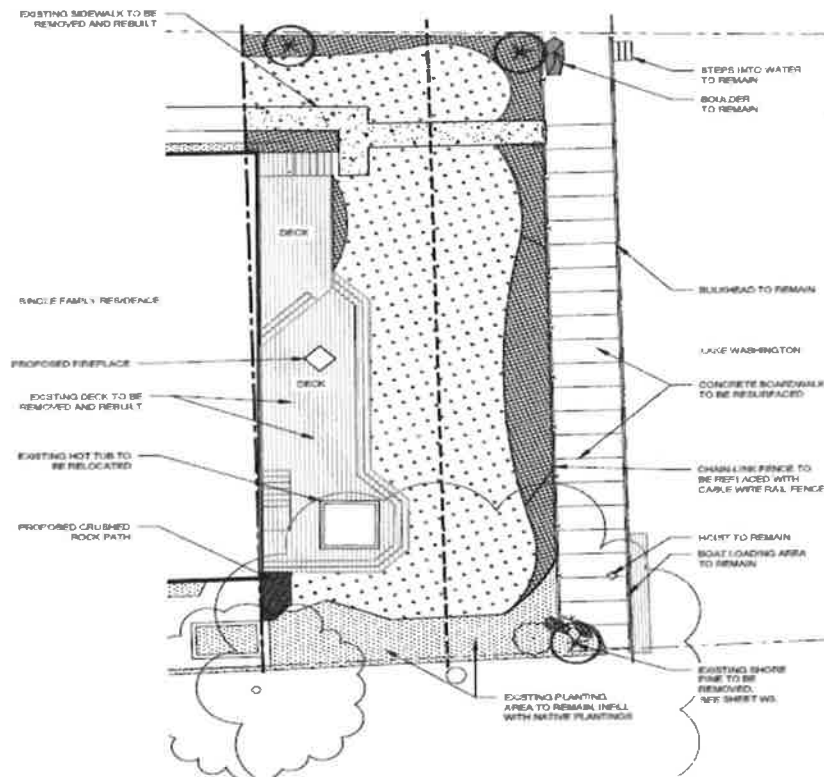 EXISTING SIDEWALK TO BE
REMOVED AND REBUILT
STEPS INTO WATER
TO REMAIN
BOULDER
TO REMAIN
DECK
SINGLE FAMILY RESIDENCE
BULKHEAD TO REMAIN
LAKE WASHINGTON
PROPOSED FIREPLACE
DECK
CONCRETE BOARDWALK
TO BE RESURFACED
EXISTING DECK TO BE
REMOVED AND REBUILT
EXISTING HOT TUB TO
BE RELOCATED
CHAIN-LINK FENCE TO
BE REPLACED WITH
CABLE WIRE RAIL FENCE
PROPOSED CRUSHED
ROCK PATH
HOIST TO REMAIN
BOAT LOADING AREA
TO REMAIN
EXISTING SHORE
PINE TO BE
REMOVED,
SEE SHEET W3.
EXISTING PLANTING
AREA TO REMAIN, INFILL
WITH NATIVE PLANTINGS